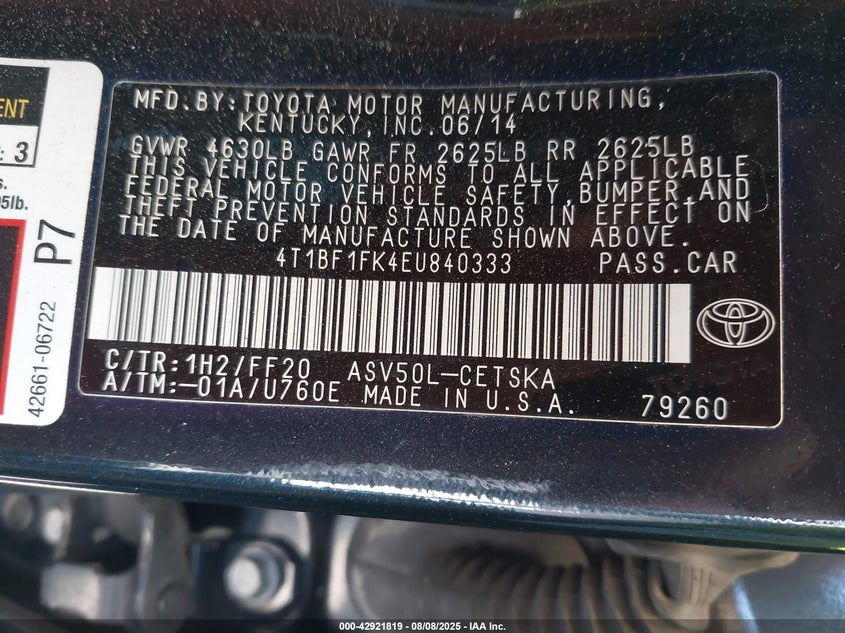 MFD.BY:TOYOTA MOTOR MANUFACTURING,
KENTUCKY,INC.06/14
GVWR 4630LB GAWR FR 2625LB RR 2625LB
THIS VEHICLE CONFORMS TO ALL APPLICABLE
FEDERAL MOTOR VEHICLE SAFETY,BUMPER,AND
THEFT PREVENTION STANDARDS IN EFFECT ON
THE DATE OF MANUFACTURE SHOWN ABOVE.
4T1BF1FK4EU840333 PASS.CAR
C/TR:1H2/FF20 ASV50L-CETSKA
A/TM:-01A/U760E MADE IN U.S.A. 79260
TOYOTA
3
5lb.
P7
42661-06722
000-42921819 - 08/08/2025 - IAA Inc.